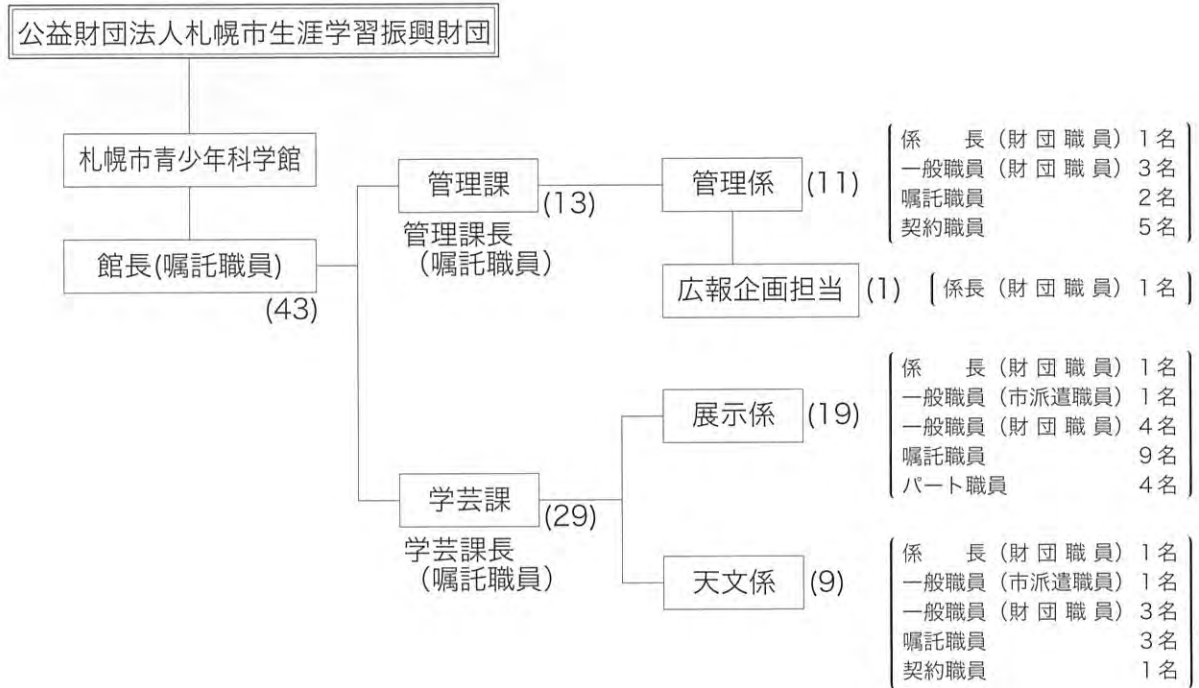 公益財団法人札幌市生涯学習振興財団
札幌市青少年科学館
館長(嘱託職員)
(43)
管理課
(13)
管理課長
(嘱託職員)
管理係
(11)
係　　長（財団職員）1名
一般職員（財団職員）3名
嘱託職員　2名
契約職員　5名
広報企画担当
(1)
係長（財団職員）1名
学芸課
(29)
学芸課長
(嘱託職員)
展示係
(19)
係　　長（財団職員）1名
一般職員（市派遣職員）1名
一般職員（財団職員）4名
嘱託職員　9名
パート職員　4名
天文係
(9)
係　　長（財団職員）1名
一般職員（市派遣職員）1名
一般職員（財団職員）3名
嘱託職員　3名
契約職員　1名